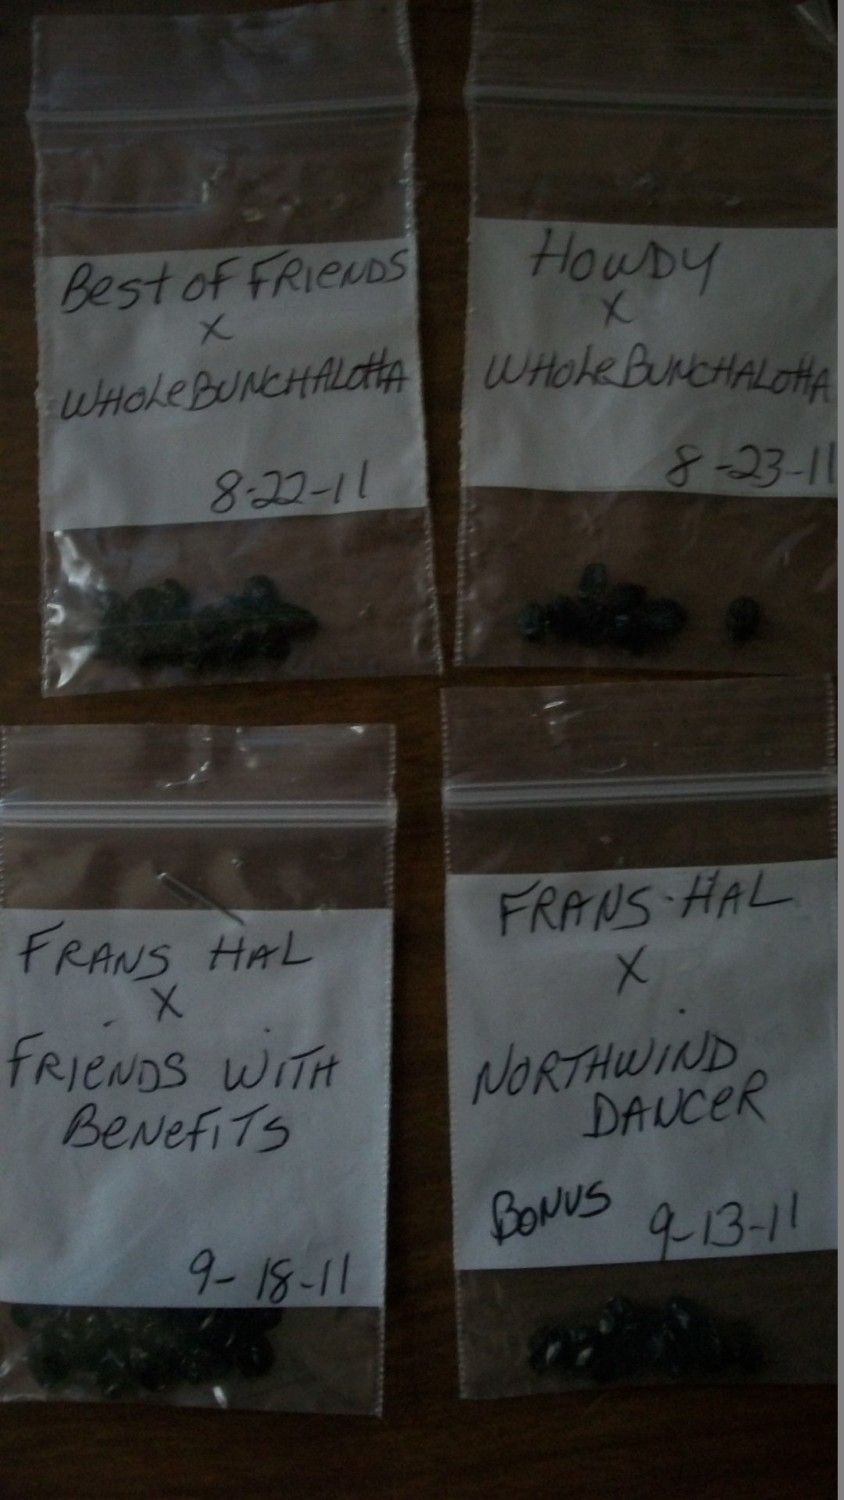 Best of Friends
X
WHOLeBUNCHALOttA
8-22-11
HowDY
X
WHOLeBUNCHALOttA
8-23-11
FRANS HAL
X
FRIENDS WITH
BeNeFITS
9-18-11
FRANS-HAL
X
NORTHWIND
DANCER
BONUS 9-13-11